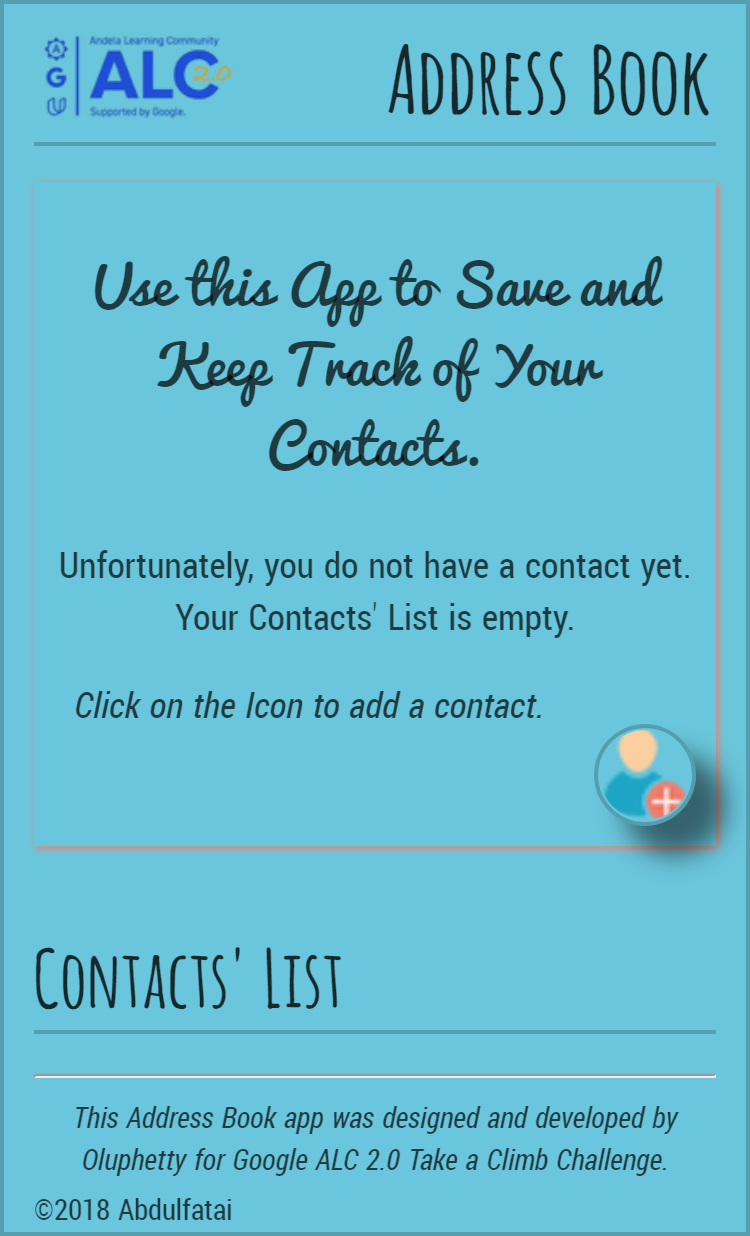 Andela Learning Community
A
G
U
ALC 2.0
Supported by Google.
Address Book
Use this App to Save and
Keep Track of Your
Contacts.
Unfortunately, you do not have a contact yet.
Your Contacts' List is empty.
Click on the Icon to add a contact.
Contacts' List
This Address Book app was designed and developed by
Oluphetty for Google ALC 2.0 Take a Climb Challenge.
©2018 Abdulfatai